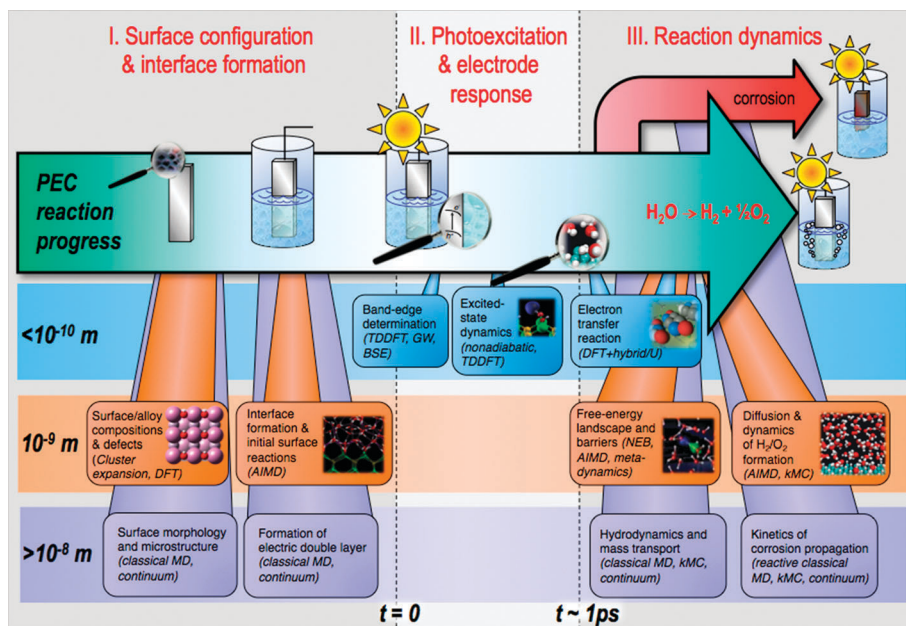 I. Surface configuration
& interface formation
II. Photoexcitation
& electrode
response
III. Reaction dynamics
corrosion
PEC
reaction
progress
H₂O > H₂ + ½O₂
<10⁻¹⁰ m
Band-edge
determination
(TDDFT, GW,
BSE)
Excited-
state
dynamics
(nonadiabatic,
TDDFT)
Electron
transfer
reaction
(DFT+hybrid/U)
10⁻⁹ m
Surface/alloy
compositions
& defects
(Cluster
expansion, DFT)
Interface
formation &
initial surface
reactions
(AIMD)
Free-energy
landscape and
barriers (NEB,
AIMD, meta-
dynamics)
Diffusion &
dynamics
of H₂/O₂
formation
(AIMD, kMC)
>10⁻⁸ m
Surface morphology
and microstructure
(classical MD,
continuum)
Formation of
electric double layer
(classical MD,
continuum)
Hydrodynamics and
mass transport
(classical MD, kMC,
continuum)
Kinetics of
corrosion propagation
(reactive classical
MD, kMC, continuum)
t = 0
t ~ 1ps